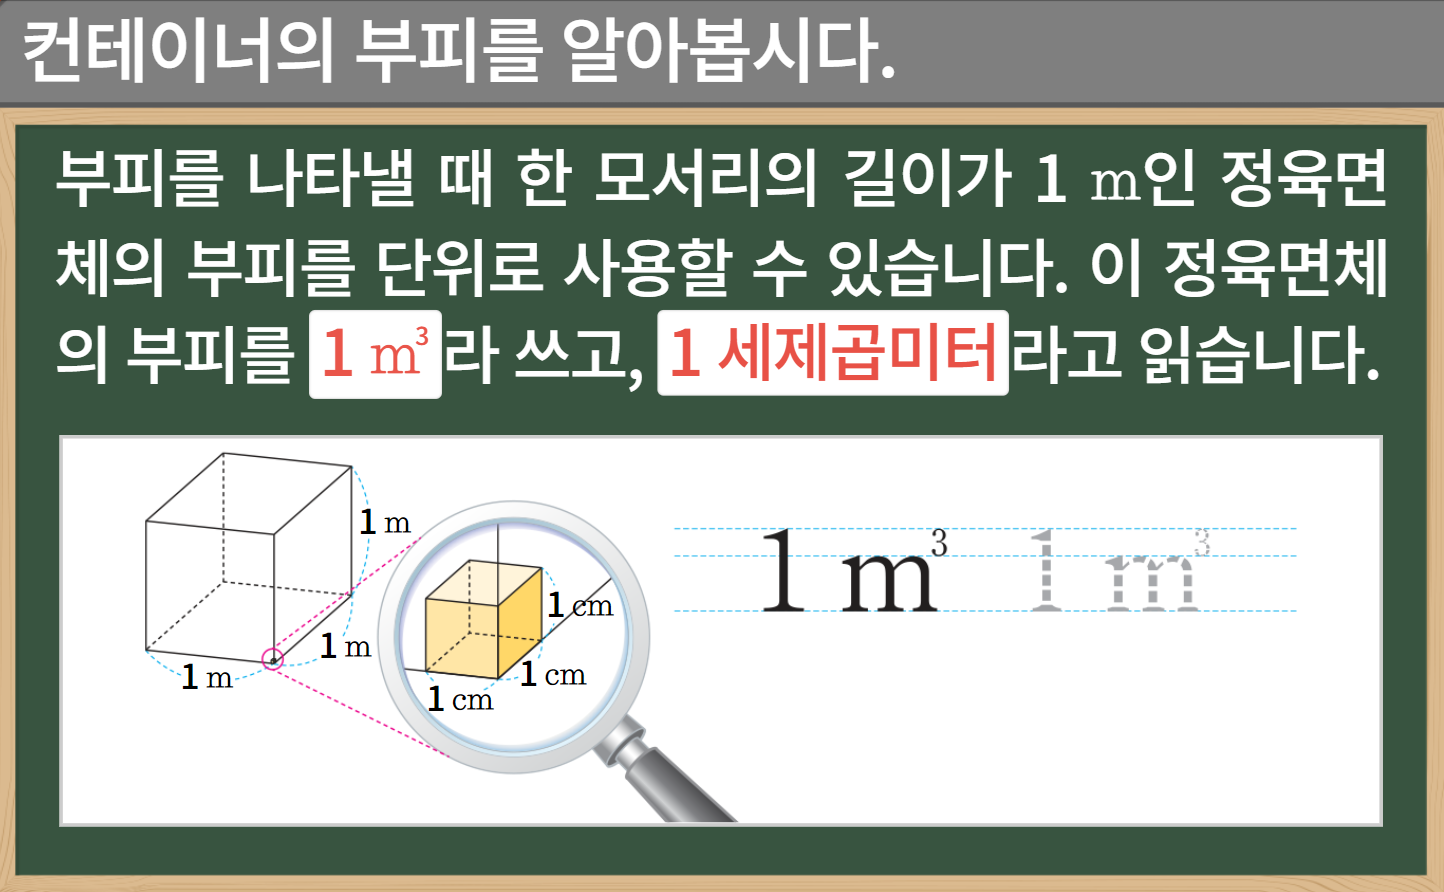 컨테이너의 부피를 알아봅시다.
부피를 나타낼 때 한 모서리의 길이가 1 m인 정육면
체의 부피를 단위로 사용할 수 있습니다. 이 정육면체
의 부피를 1 m³라 쓰고, 1 세제곱미터라고 읽습니다.
1 m
1 m
1 m
1 cm
1 cm
1 cm
1 m³ 1 m³